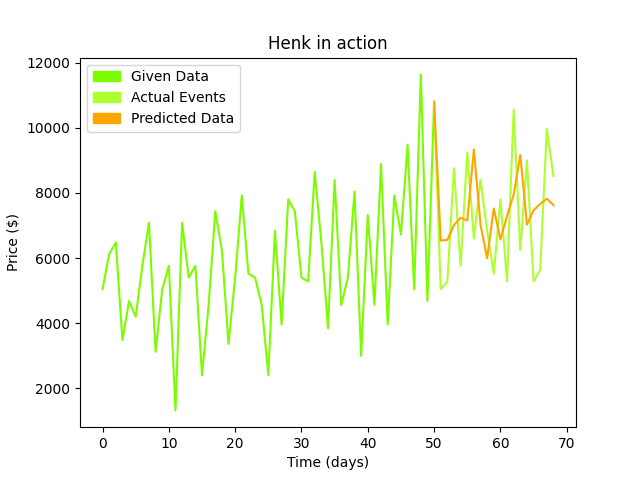 Henk in action
Given Data
Actual Events
Predicted Data
Price ($)
12000
10000
8000
6000
4000
2000
0 10 20 30 40 50 60 70
Time (days)